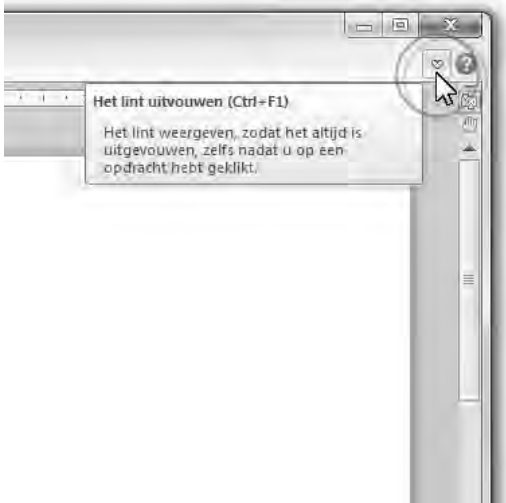 Het lint uitvouwen (Ctrl+F1)
Het lint weergeven, zodat het altijd is
uitgevouwen, zelfs nadat u op een
opdracht hebt geklikt.